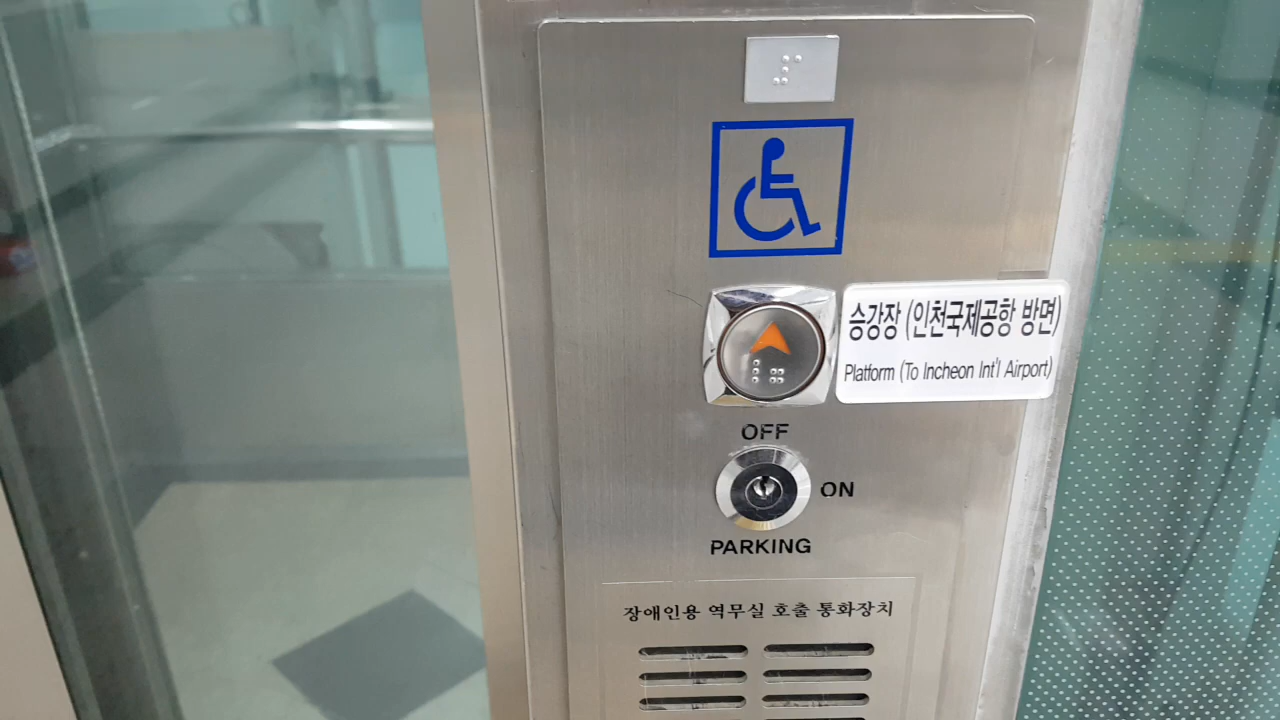 승강장 (인천국제공항 방면)
Platform (To Incheon Int'l Airport)
OFF
ON
PARKING
장애인용 역무실 호출 통화장치